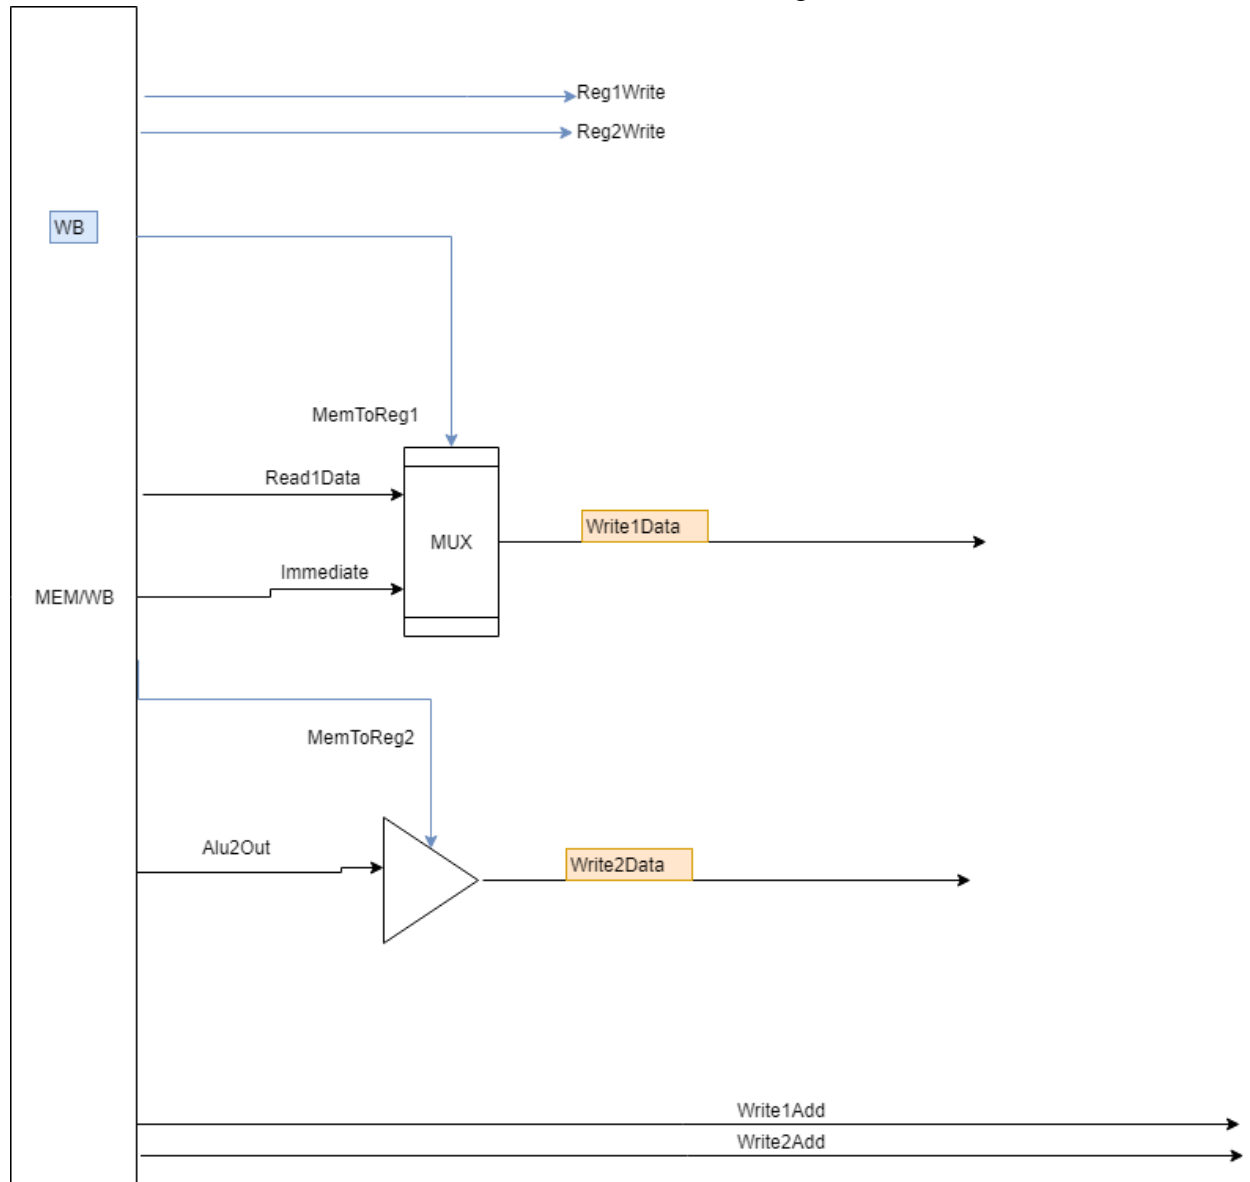 Reg1Write
Reg2Write
WB
MemToReg1
Read1Data
Write1Data
MUX
Immediate
MEM/WB
MemToReg2
Alu2Out
Write2Data
Write1Add
Write2Add